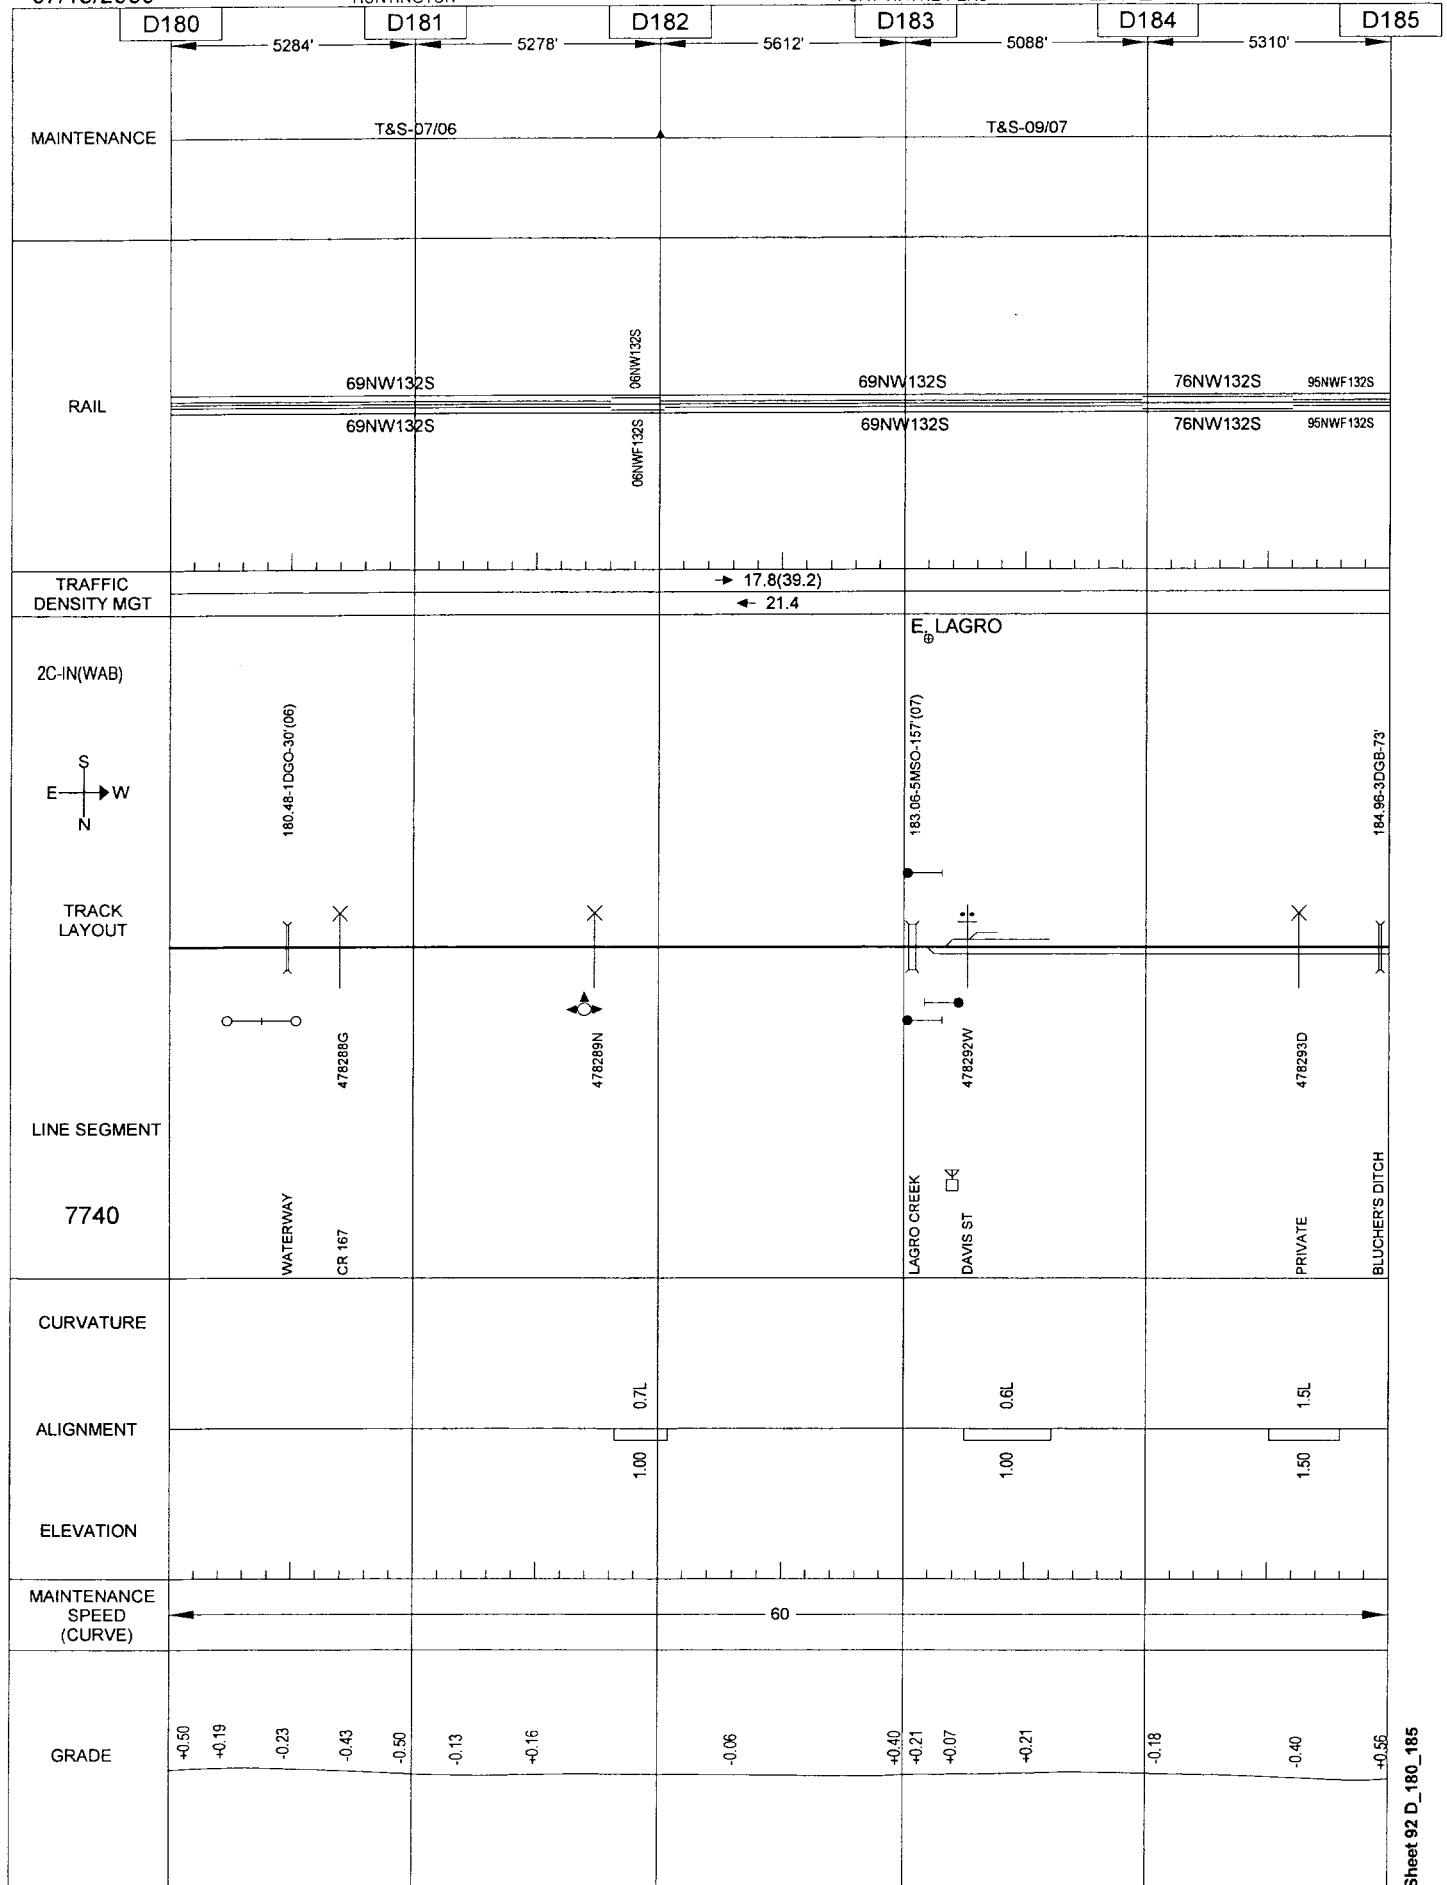 D180 D181 D182 D183 D184 D185
5284' 5278' 5612' 5088' 5310'
MAINTENANCE
T&S-07/06 T&S-09/07
RAIL
06NW132S
69NW132S 69NW132S 76NW132S 95NWF132S
69NW132S 69NW132S 76NW132S 95NWF132S
06NWF132S
TRAFFIC
DENSITY MGT
17.8(39.2)
21.4
E. LAGRO
2C-IN(WAB)
S
E W
N
180.48-1DGO-30'(06)
183.06-5MSO-157'(07)
184.96-3DGB-73'
TRACK
LAYOUT
478288G
478289N
478292W
478293D
LINE SEGMENT
7740
WATERWAY
CR 167
LAGRO CREEK
DAVIS ST
PRIVATE
BLUCHER'S DITCH
CURVATURE
0.7L 0.6L 1.5L
ALIGNMENT
1.00 1.00 1.50
ELEVATION
MAINTENANCE
SPEED
(CURVE)
60
GRADE
+0.50 +0.19 -0.23 -0.43 -0.50 -0.13 +0.16 -0.06 +0.40 +0.21 +0.07 +0.21 -0.18 -0.40 +0.56
Sheet 92 D_180_185